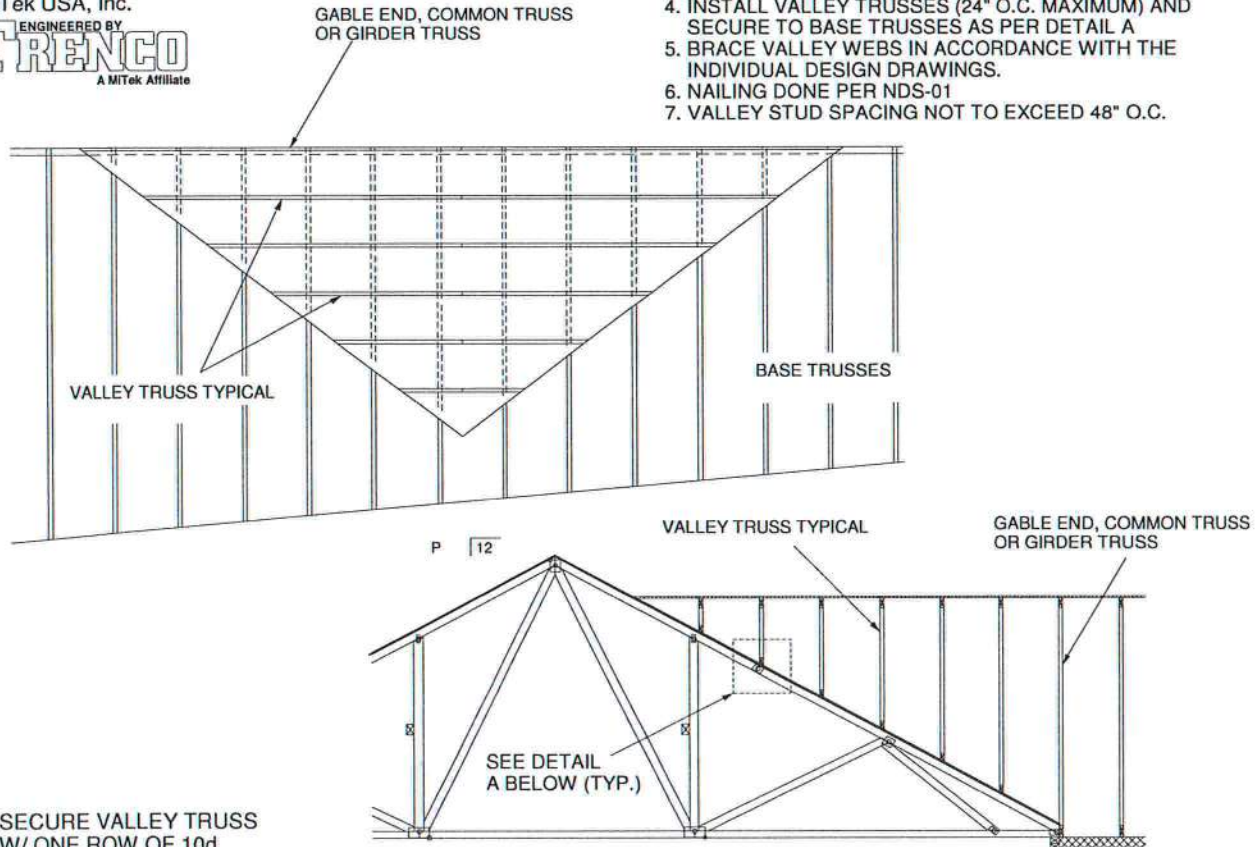 Tek USA, Inc.
ENGINEERED BY
TRENCO
A MiTek Affiliate
GABLE END, COMMON TRUSS
OR GIRDER TRUSS
4. INSTALL VALLEY TRUSSES (24" O.C. MAXIMUM) AND
SECURE TO BASE TRUSSES AS PER DETAIL A
5. BRACE VALLEY WEBS IN ACCORDANCE WITH THE
INDIVIDUAL DESIGN DRAWINGS.
6. NAILING DONE PER NDS-01
7. VALLEY STUD SPACING NOT TO EXCEED 48" O.C.
VALLEY TRUSS TYPICAL
BASE TRUSSES
P 12
VALLEY TRUSS TYPICAL
GABLE END, COMMON TRUSS
OR GIRDER TRUSS
SEE DETAIL
A BELOW (TYP.)
SECURE VALLEY TRUSS
W/ ONE ROW OF 10d